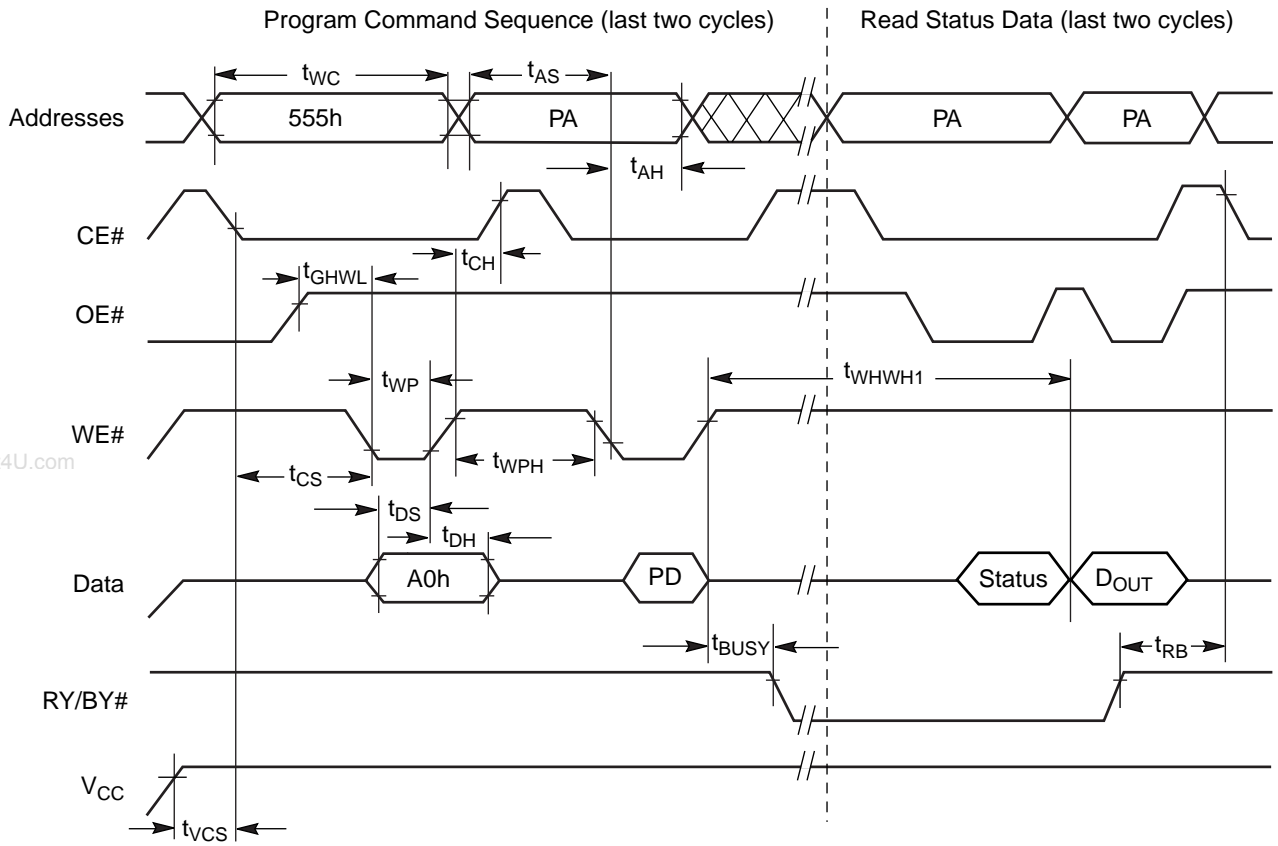 Program Command Sequence (last two cycles) Read Status Data (last two cycles)
tWC tAS
Addresses 555h PA PA PA
tAH
CE#
tCH
tGHWL
OE#
tWP tWHWH1
WE#
4U.com
tCS tWPH
tDS
tDH
Data A0h PD Status DOUT
tBUSY tRB
RY/BY#
VCC
tVCS